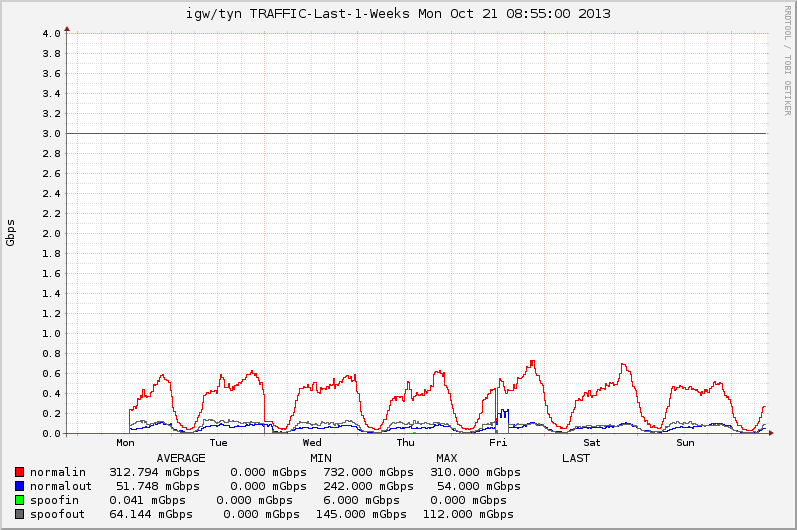 igw/tyn TRAFFIC-Last-1-Weeks Mon Oct 21 08:55:00 2013
RRDTOOL / TOBI OETIKER
Gbps
4.0
3.8
3.6
3.4
3.2
3.0
2.8
2.6
2.4
2.2
2.0
1.8
1.6
1.4
1.2
1.0
0.8
0.6
0.4
0.2
0.0
Mon Tue Wed Thu Fri Sat Sun
AVERAGE MIN MAX LAST
normalin 312.794 mGbps 0.000 mGbps 732.000 mGbps 310.000 mGbps
normalout 51.748 mGbps 0.000 mGbps 242.000 mGbps 54.000 mGbps
spoofin 0.041 mGbps 0.000 mGbps 6.000 mGbps 0.000 mGbps
spoofout 64.144 mGbps 0.000 mGbps 145.000 mGbps 112.000 mGbps